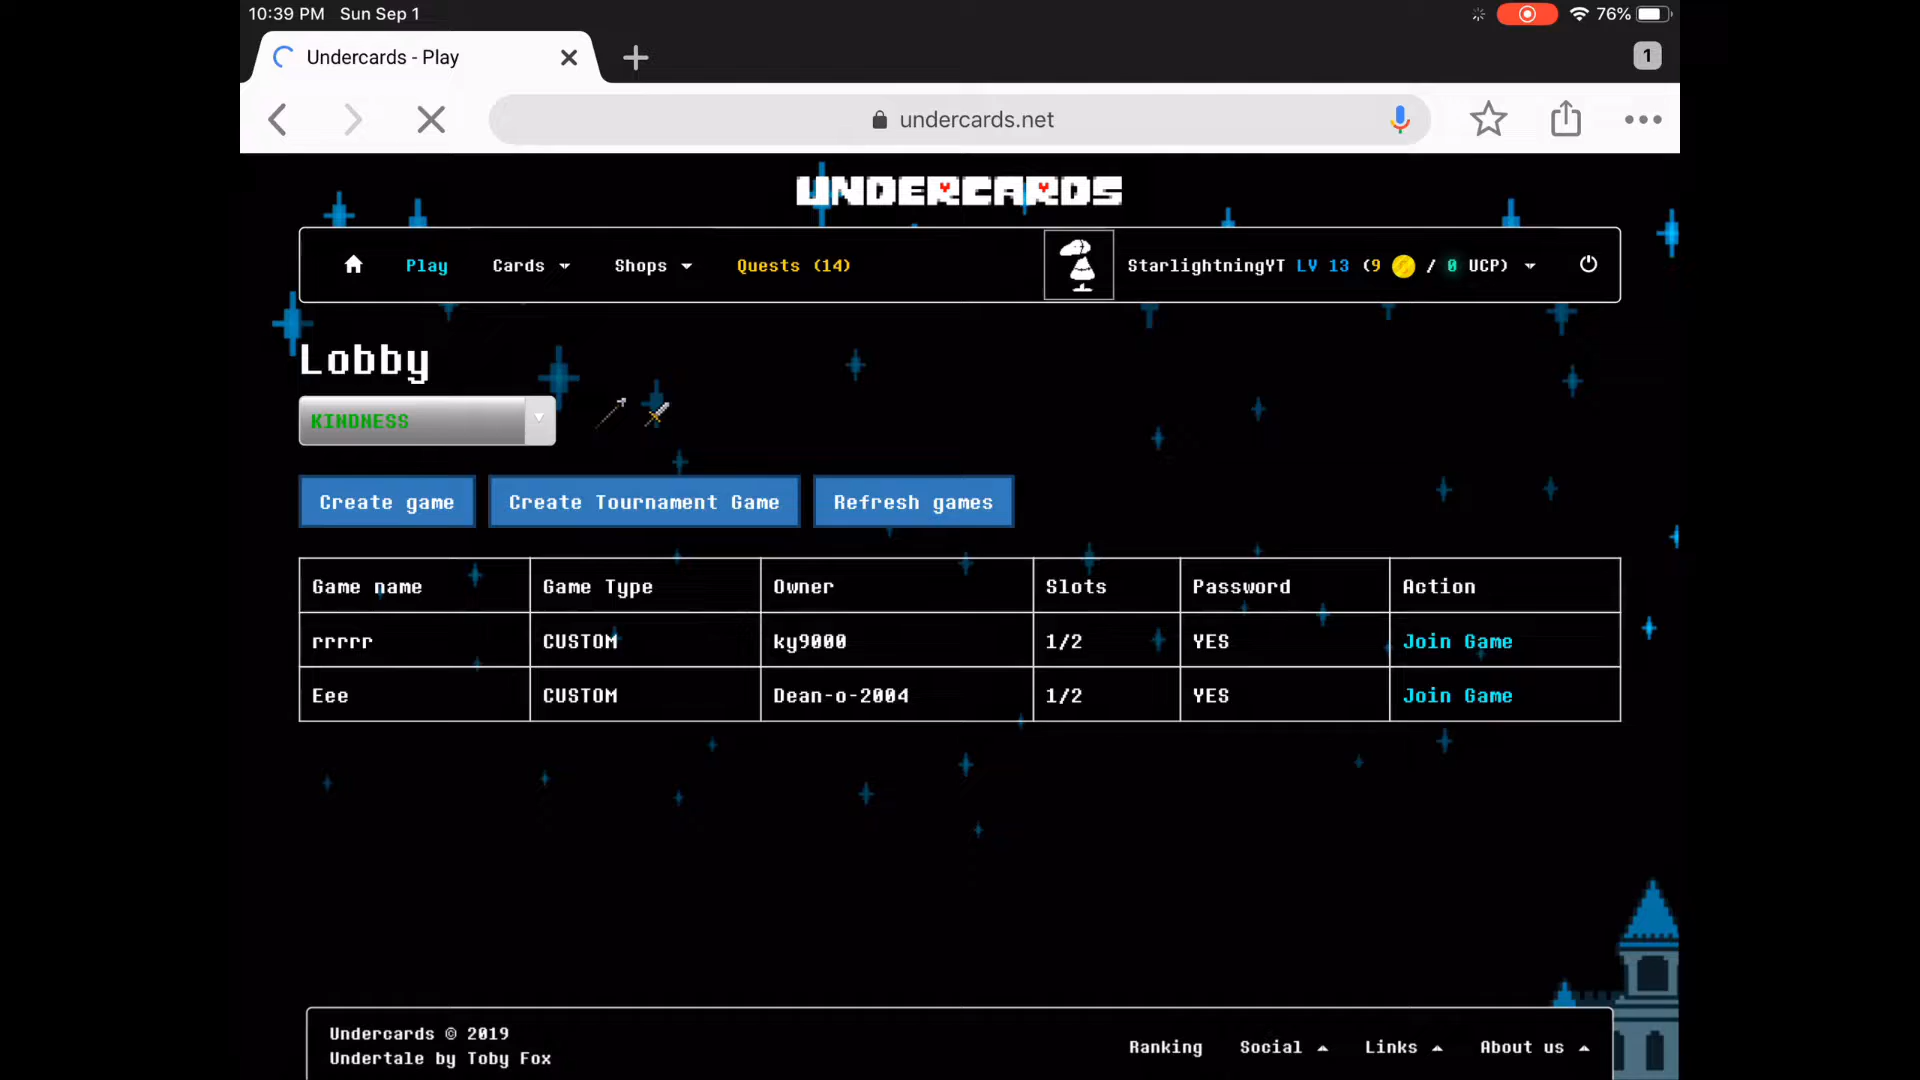 10:39 PM Sun Sep 1 76%
Undercards - Play
1
undercards.net
UNDERCARDS
Play Cards Shops Quests (14) StarlightningYT LV 13 (9 / 0 UCP)
Lobby
KINDNESS
Create game Create Tournament Game Refresh games
Game name Game Type Owner Slots Password Action
rrrrr CUSTOM ky9000 1/2 YES Join Game
Eee CUSTOM Dean-o-2004 1/2 YES Join Game
Undercards © 2019
Undertale by Toby Fox
Ranking Social Links About us